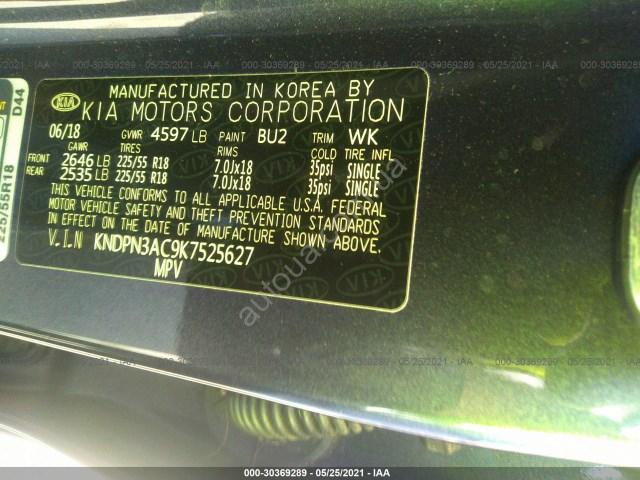 000-30369289 - 05/25/2021 - IAA
MANUFACTURED IN KOREA BY
KIA KIA MOTORS CORPORATION
06/18 GVWR 4597 LB PAINT BU2 TRIM WK
GAWR TIRES RIMS COLD TIRE INFL
FRONT 2646 LB 225/55 R18 7.0Jx18 35psi SINGLE
REAR 2535 LB 225/55 R18 7.0Jx18 35psi SINGLE
THIS VEHICLE CONFORMS TO ALL APPLICABLE U.S.A. FEDERAL
MOTOR VEHICLE SAFETY AND THEFT PREVENTION STANDARDS
IN EFFECT ON THE DATE OF MANUFACTURE SHOWN ABOVE.
V.I.N KNDPN3AC9K7525627
MPV
D44
225/55R18
autoua
000-30369289 - 05/25/2021 - IAA